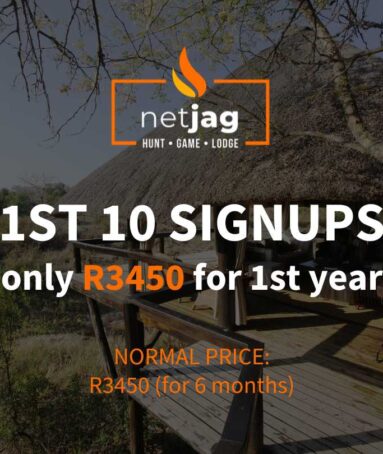 netjag
HUNT • GAME • LODGE
1ST 10 SIGNUPS
only R3450 for 1st year
NORMAL PRICE:
R3450 (for 6 months)